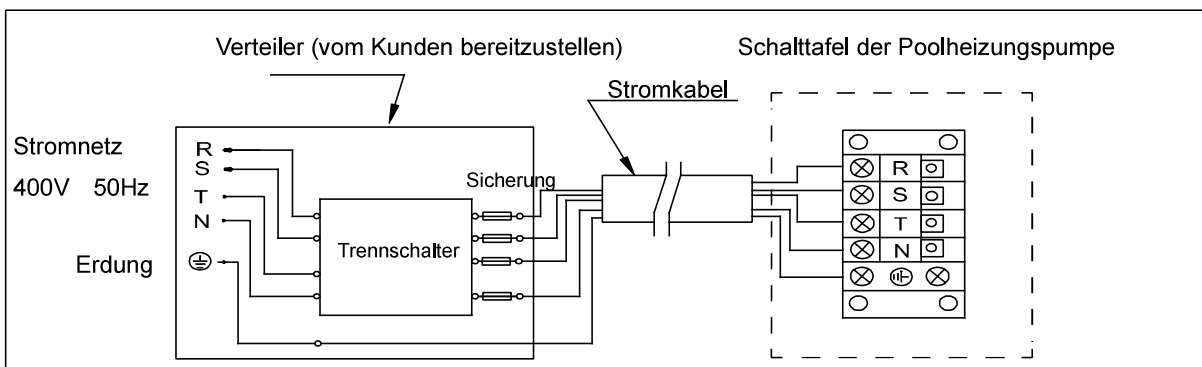 Verteiler (vom Kunden bereitzustellen)
Schalttafel der Poolheizungspumpe
Stromkabel
Stromnetz
400V 50Hz
Erdung
R
S
T
N
Sicherung
Trennschalter
R
S
T
N